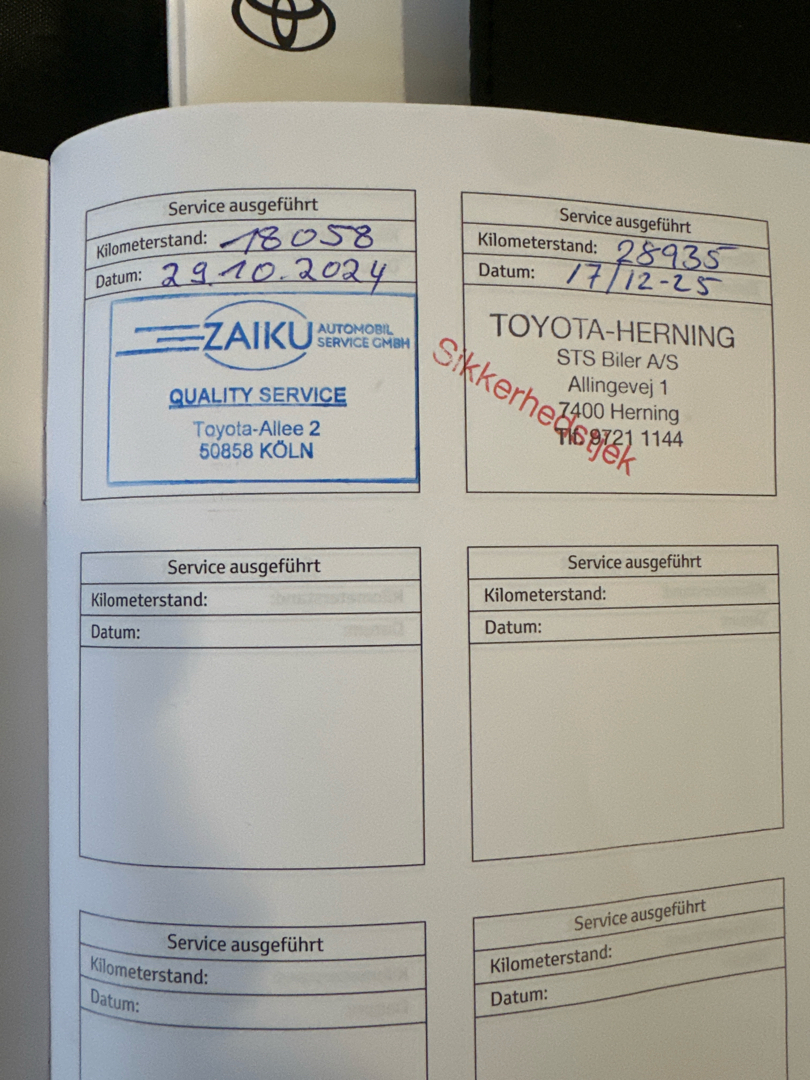 Service ausgeführt
Kilometerstand: 18058
Datum: 29.10.2024
ZAIKU AUTOMOBIL
SERVICE GMBH
QUALITY SERVICE
Toyota-Allee 2
50858 KÖLN
Service ausgeführt
Kilometerstand: 28935
Datum: 17/12-25
TOYOTA-HERNING
STS Biler A/S
Allingevej 1
7400 Herning
Tlf. 9721 1144
Sikkerhedstjek
Service ausgeführt
Kilometerstand:
Datum:
Service ausgeführt
Kilometerstand:
Datum:
Service ausgeführt
Kilometerstand:
Datum:
Service ausgeführt
Kilometerstand:
Datum: